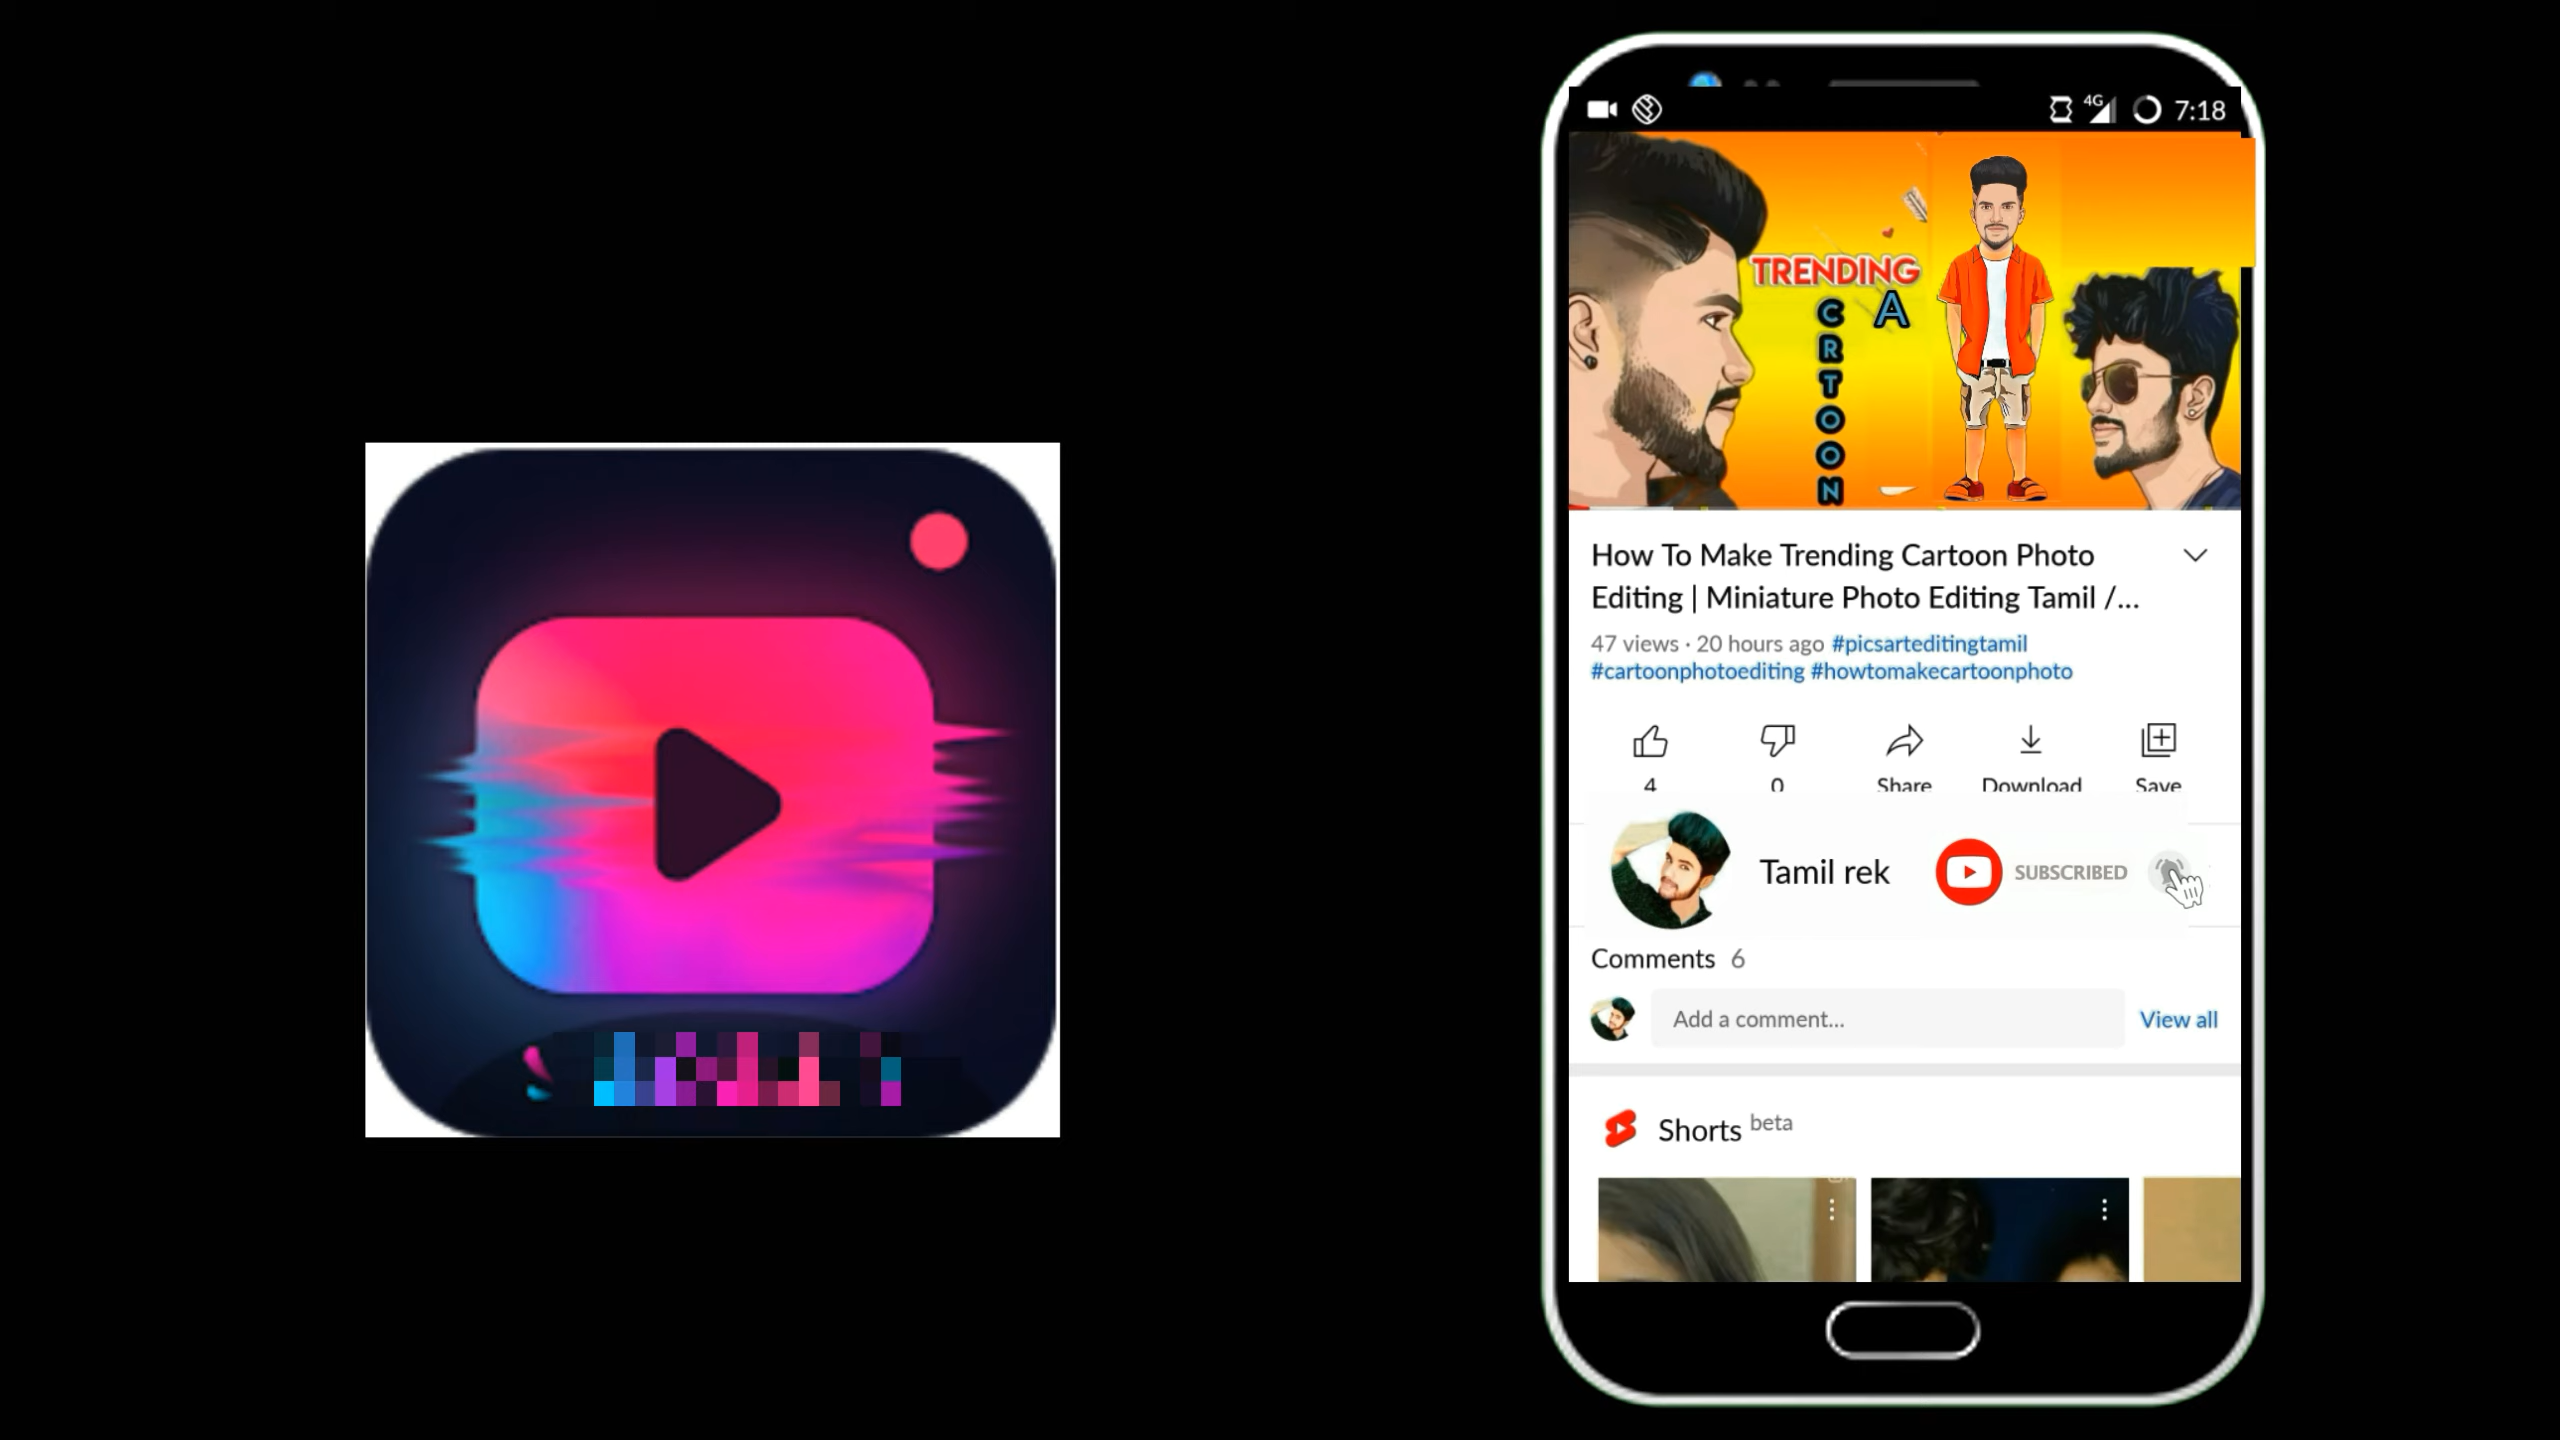 4G 7:18
TRENDING
A
C
R
T
O
O
N
How To Make Trending Cartoon Photo
Editing | Miniature Photo Editing Tamil /...
47 views · 20 hours ago #picsarteditingtamil
#cartoonphotoediting #howtomakecartoonphoto
4 0 Share Download Save
Tamil rek SUBSCRIBED
Comments 6
Add a comment... View all
Shorts beta